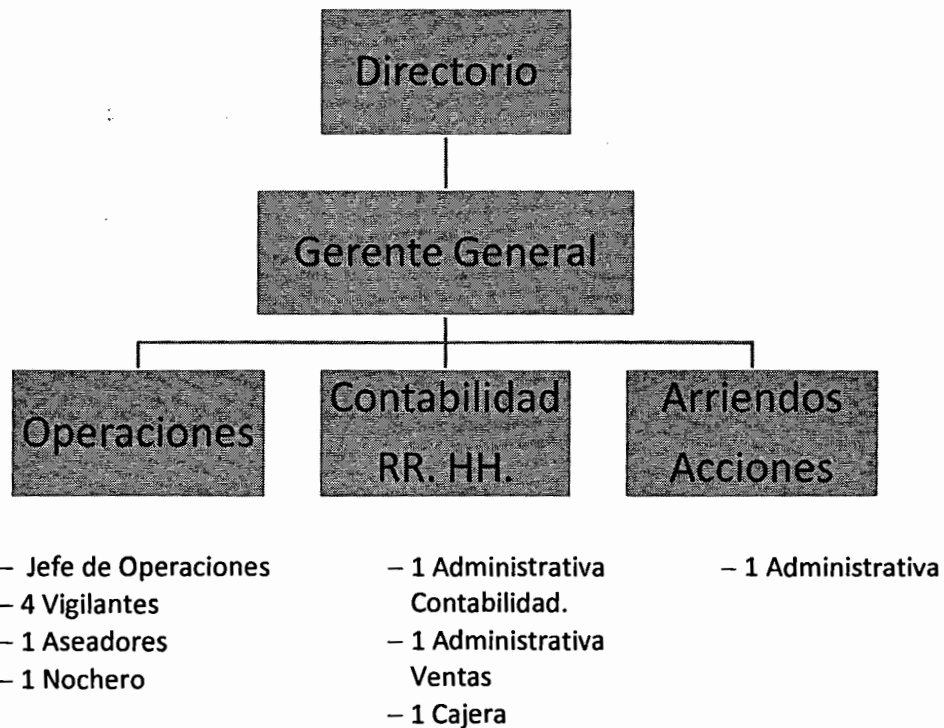 Directorio
Gerente General
Operaciones
Contabilidad
RR. HH.
Arriendos
Acciones
– Jefe de Operaciones
– 4 Vigilantes
– 1 Aseadores
– 1 Nochero
– 1 Administrativa
Contabilidad.
– 1 Administrativa
Ventas
– 1 Cajera
– 1 Administrativa